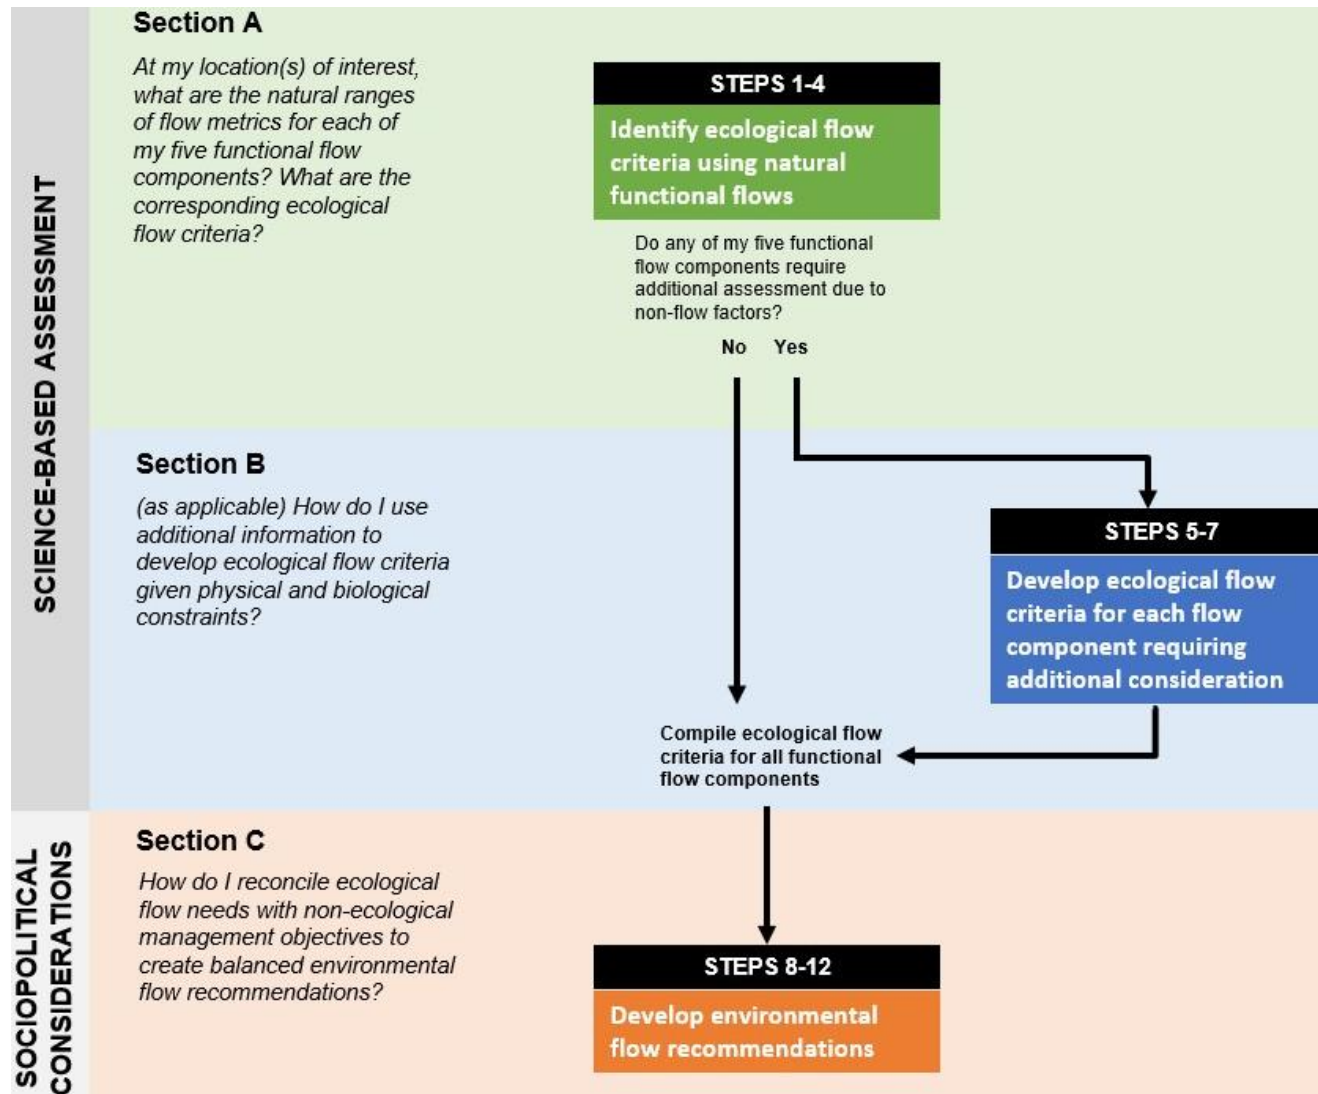 SCIENCE-BASED ASSESSMENT
Section A
At my location(s) of interest,
what are the natural ranges
of flow metrics for each of
my five functional flow
components? What are the
corresponding ecological
flow criteria?
STEPS 1-4
Identify ecological flow
criteria using natural
functional flows
Do any of my five functional
flow components require
additional assessment due to
non-flow factors?
No Yes
Section B
(as applicable) How do I use
additional information to
develop ecological flow criteria
given physical and biological
constraints?
STEPS 5-7
Develop ecological flow
criteria for each flow
component requiring
additional consideration
Compile ecological flow
criteria for all functional
flow components
SOCIOPOLITICAL
CONSIDERATIONS
Section C
How do I reconcile ecological
flow needs with non-ecological
management objectives to
create balanced environmental
flow recommendations?
STEPS 8-12
Develop environmental
flow recommendations